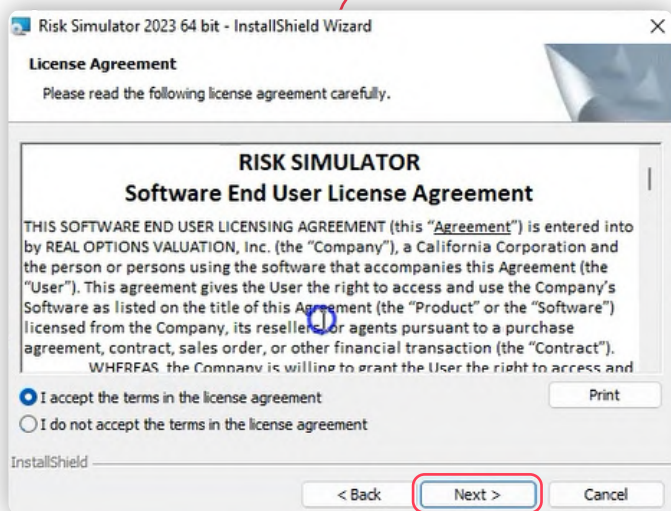 Risk Simulator 2023 64 bit - InstallShield Wizard
License Agreement
Please read the following license agreement carefully.
RISK SIMULATOR
Software End User License Agreement
THIS SOFTWARE END USER LICENSING AGREEMENT (this “Agreement”) is entered into
by REAL OPTIONS VALUATION, Inc. (the “Company”), a California Corporation and
the person or persons using the software that accompanies this Agreement (the
“User”). This agreement gives the User the right to access and use the Company’s
Software as listed on the title of this Agreement (the “Product” or the “Software”)
licensed from the Company, its resellers, or agents pursuant to a purchase
agreement, contract, sales order, or other financial transaction (the “Contract”).
WHEREAS, the Company is willing to grant the User the right to access and
I accept the terms in the license agreement
Print
I do not accept the terms in the license agreement
InstallShield
< Back
Next >
Cancel